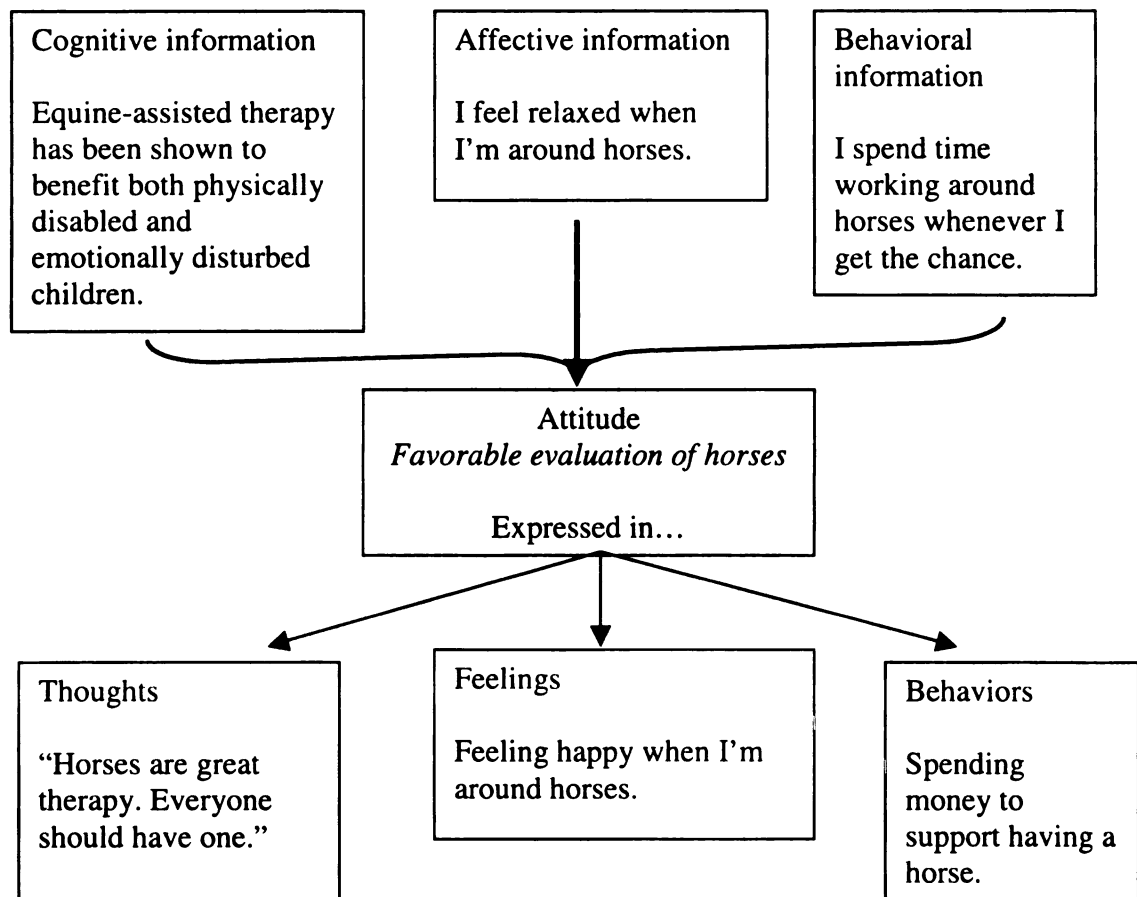 Cognitive information
Equine-assisted therapy
has been shown to
benefit both physically
disabled and
emotionally disturbed
children.
Affective information
I feel relaxed when
I'm around horses.
Behavioral
information
I spend time
working around
horses whenever I
get the chance.
Attitude
Favorable evaluation of horses
Expressed in…
Thoughts
“Horses are great
therapy. Everyone
should have one.”
Feelings
Feeling happy when I'm
around horses.
Behaviors
Spending
money to
support having a
horse.